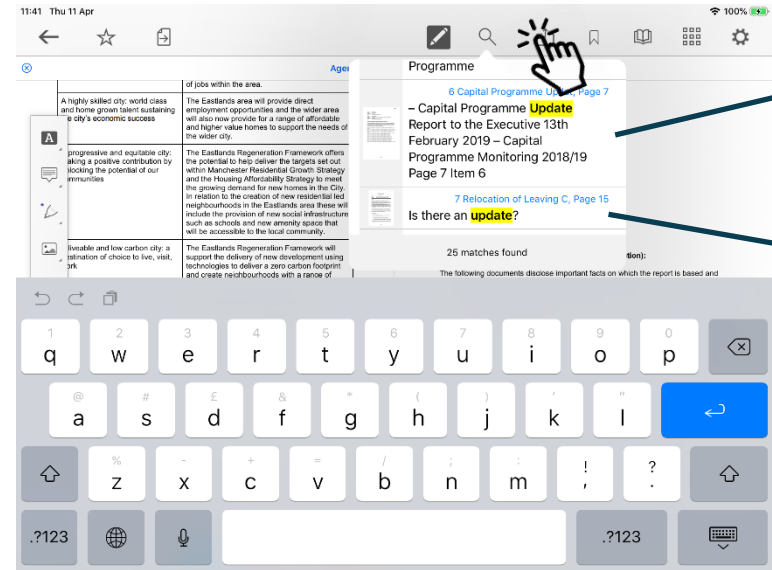 11:41 Thu 11 Apr
100%
Agen
of jobs within the area.
A highly skilled city: world class
and home grown talent sustaining
the city's economic success
The Eastlands area will provide direct
employment opportunities and the wider area
will also now provide for a range of affordable
and higher value homes to support the needs of
the wider city.
progressive and equitable city:
aking a positive contribution by
locking the potential of our
mmunities
The Eastlands Regeneration Framework offers
the potential to help deliver the targets set out
within Manchester Residential Growth Strategy
and the Housing Affordability Strategy to meet
the growing demand for new homes in the City.
In relation to the creation of new residential led
neighbourhoods in the Eastlands area these will
include the provision of new social infrastructure
such as schools and new amenity space that
will be accessible to the local community.
liveable and low carbon city: a
estination of choice to live, visit,
ork
The Eastlands Regeneration Framework will
support the delivery of new development using
technologies to deliver a zero carbon footprint
and create neighbourhoods with a range of
Programme
6 Capital Programme Updat, Page 7
– Capital Programme Update
Report to the Executive 13th
February 2019 – Capital
Programme Monitoring 2018/19
Page 7 Item 6
7 Relocation of Leaving C, Page 15
Is there an update?
25 matches found
tion):
The following documents disclose important facts on which the report is based and
A
1 2 3 4 5 6 7 8 9 0
q w e r t y u i o p
@ # £ & * ( ) ' "
a s d f g h j k l
% - + = / ; : ! ?
z x c v b n m , .
.?123 .?123